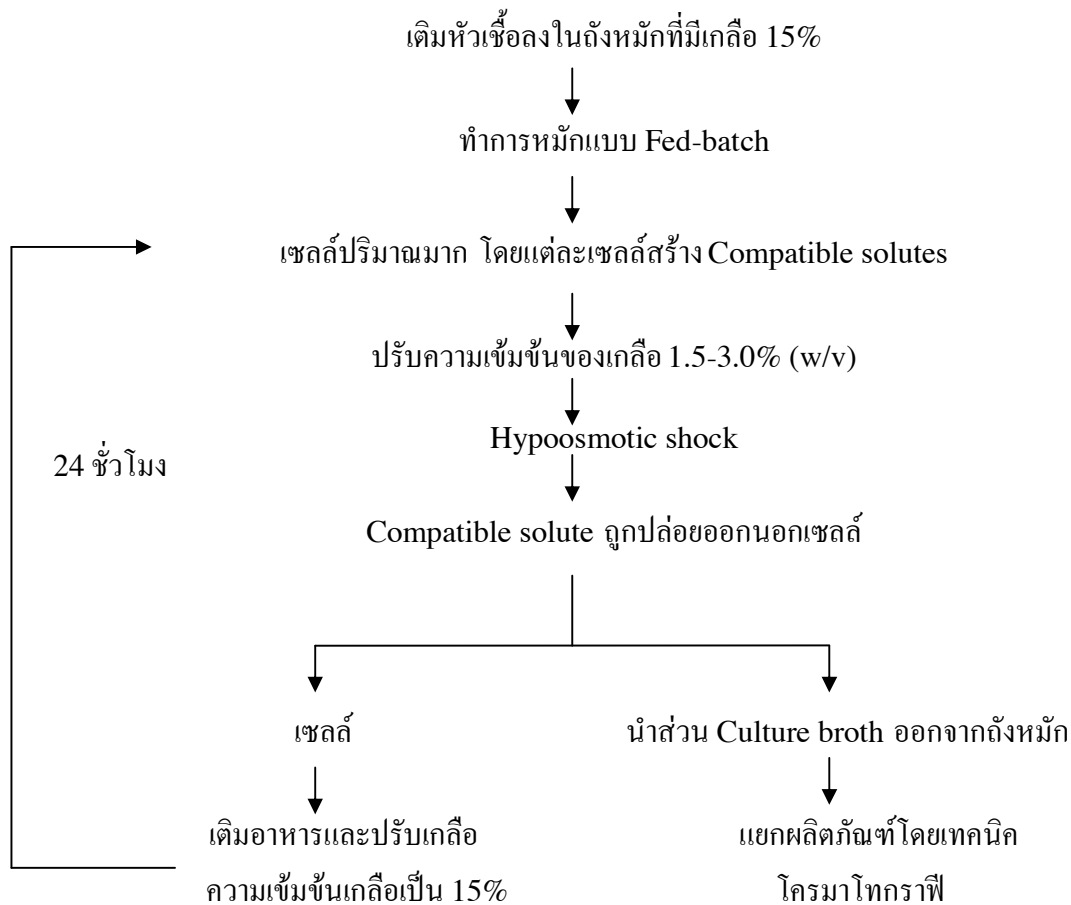 เติมหัวเชื้อลงในถังหมักที่มีเกลือ 15%
ทำการหมักแบบ Fed-batch
เซลล์ปริมาณมาก โดยแต่ละเซลล์สร้าง Compatible solutes
ปรับความเข้มข้นของเกลือ 1.5-3.0% (w/v)
Hypoosmotic shock
24 ชั่วโมง
Compatible solute ถูกปล่อยออกนอกเซลล์
เซลล์
นำส่วน Culture broth ออกจากถังหมัก
เติมอาหารและปรับเกลือ
ความเข้มข้นเกลือเป็น 15%
แยกผลิตภัณฑ์โดยเทคนิค
โครมาโทกราฟี